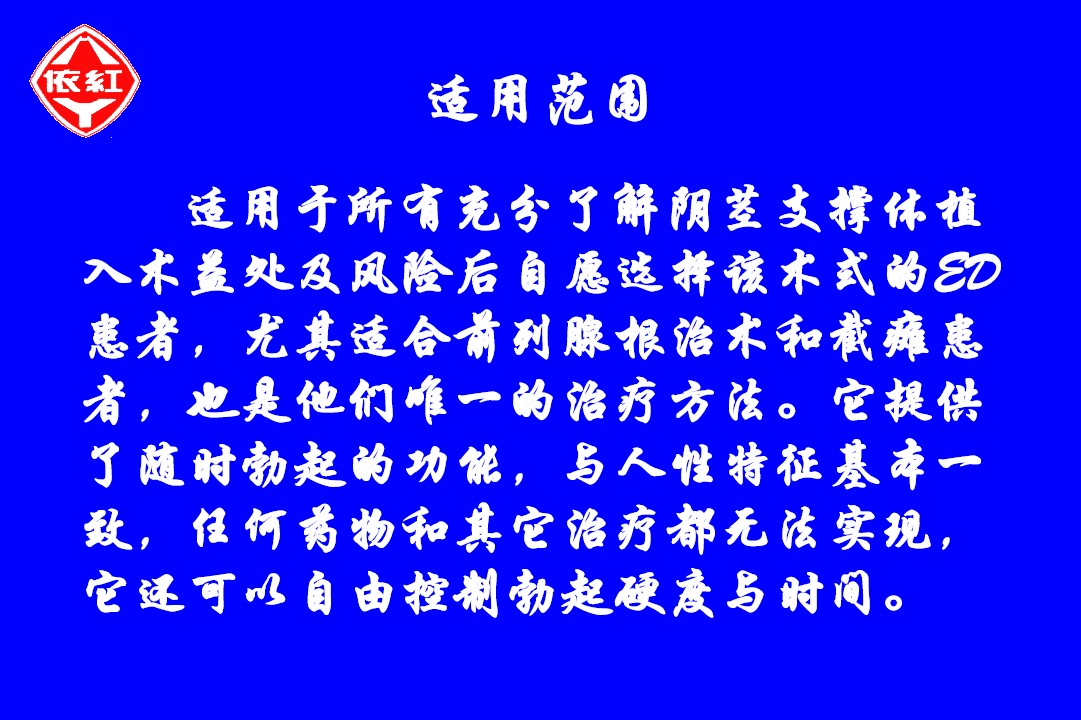 依紅
适用范围
适用于所有充分了解阴茎支撑体植
入术益处及风险后自愿选择该术式的ED
患者，尤其适合前列腺根治术和截瘫患
者，也是他们唯一的治疗方法。它提供
了随时勃起的功能，与人性特征基本一
致，任何药物和其它治疗都无法实现，
它还可以自由控制勃起硬度与时间。